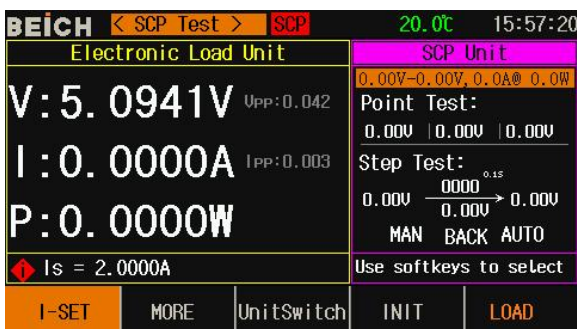 BEICH < SCP Test > SCP 20.0℃ 15:57:20
Electronic Load Unit
V:5.0941V Vpp:0.042
I:0.0000A Ipp:0.003
P:0.0000W
Is = 2.0000A
SCP Unit
0.00V-0.00V,0.0A@ 0.0W
Point Test:
0.00V |0.00V |0.00V
Step Test:
0.1S
0000
0.00V → 0.00V
0.00V
MAN BACK AUTO
Use softkeys to select
I-SET MORE UnitSwitch INIT LOAD